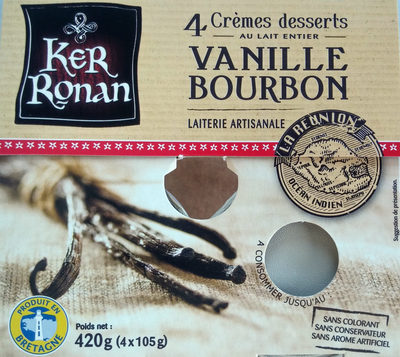 KER
RONAN
4 Crèmes desserts
AU LAIT ENTIER
VANILLE
BOURBON
LAITERIE ARTISANALE
LA RÉUNION
OCÉAN INDIEN
Suggestion de présentation.
À CONSOMMER JUSQU'AU
PRODUIT EN
BRETAGNE
Poids net :
420g (4x105g)
SANS COLORANT
SANS CONSERVATEUR
SANS ARÔME ARTIFICIEL